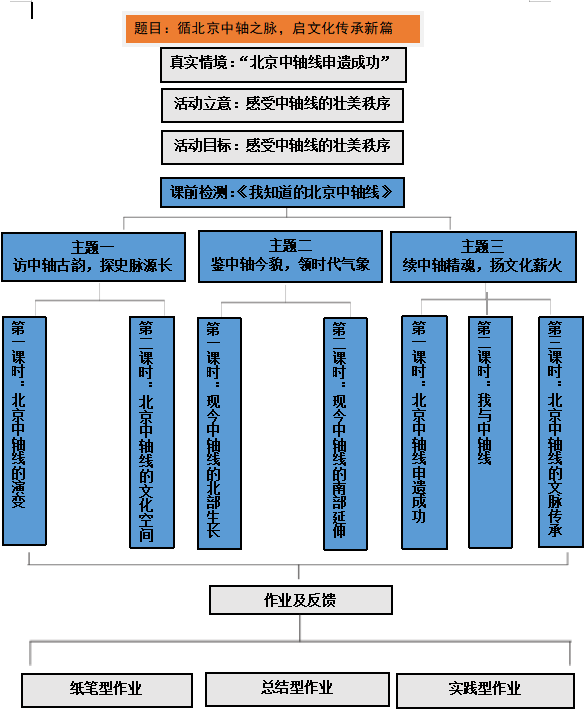 题目：循北京中轴之脉，启文化传承新篇
真实情境：“北京中轴线申遗成功”
活动立意：感受中轴线的壮美秩序
活动目标：感受中轴线的壮美秩序
课前检测：《我知道的北京中轴线》
主题一
访中轴古韵，探史脉源长
主题二
鉴中轴今貌，领时代气象
主题三
续中轴精魂，扬文化薪火
第一课时：北京中轴线的演变
第二课时：北京中轴线的文化空间
第一课时：现今中轴线的北部生长
第二课时：现今中轴线的南部延伸
第一课时：北京中轴线申遗成功
第二课时：我与中轴线
第三课时：北京中轴线的文脉传承
作业及反馈
纸笔型作业
总结型作业
实践型作业